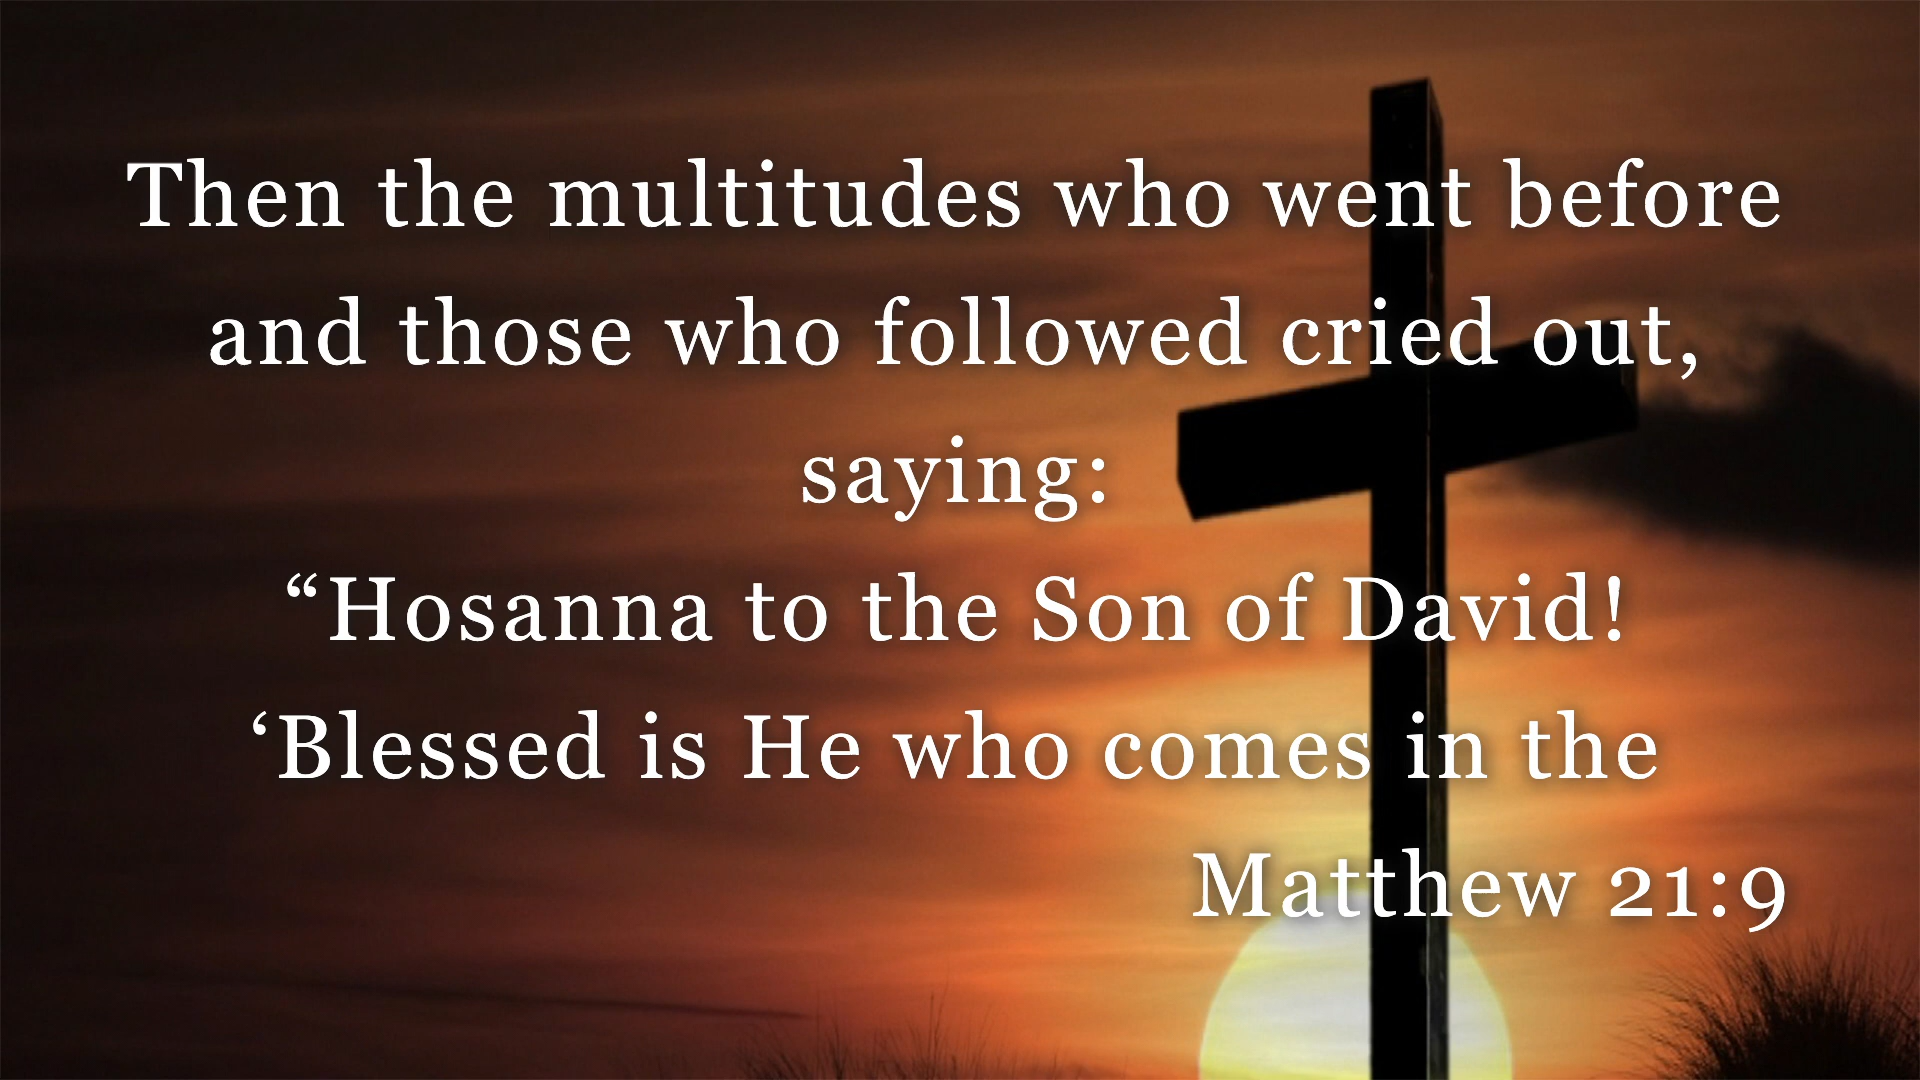 Then the multitudes who went before
and those who followed cried out,
saying:
“Hosanna to the Son of David!
‘Blessed is He who comes in the
Matthew 21:9